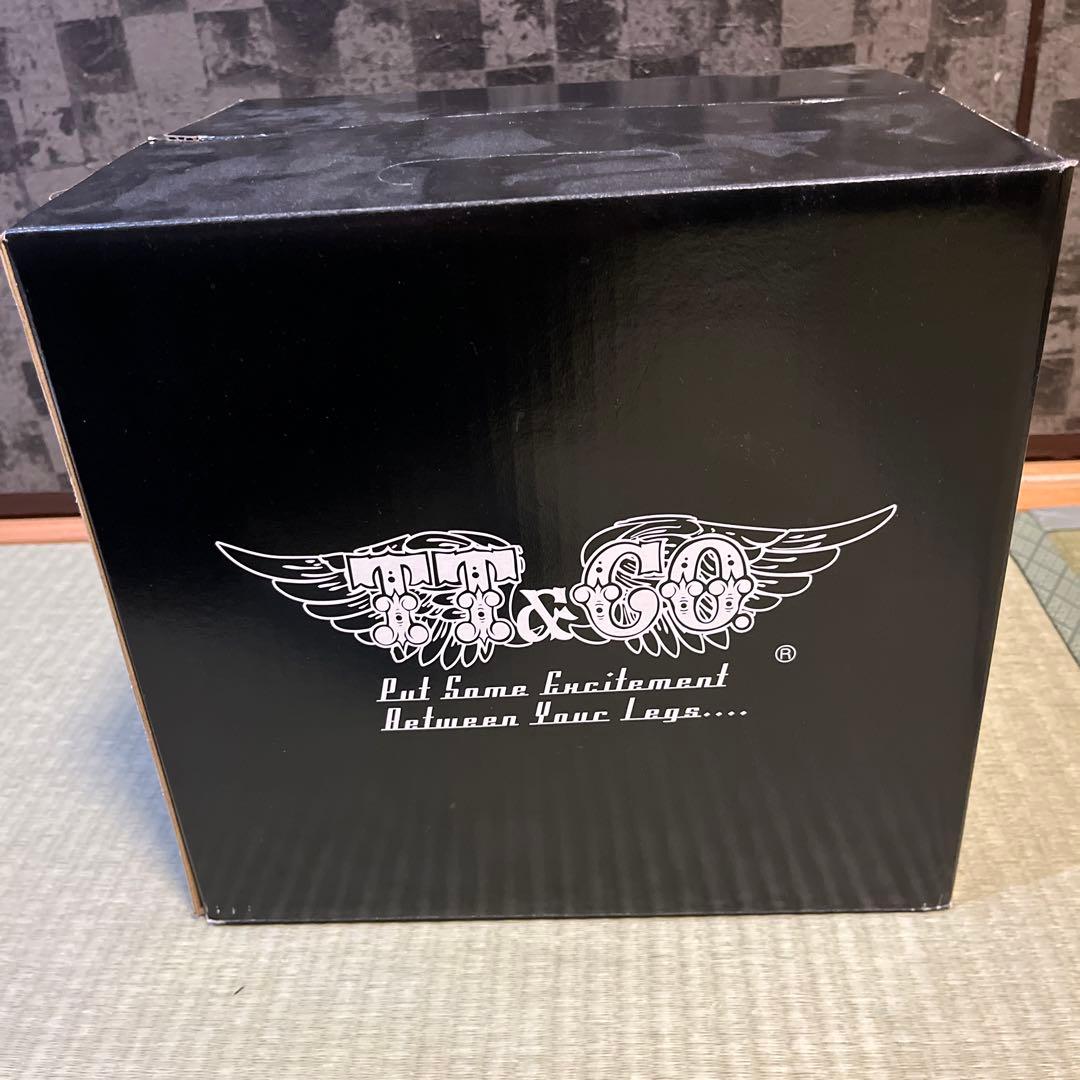 TT&CO.
®
Put Some Excitement
Between Your Legs....